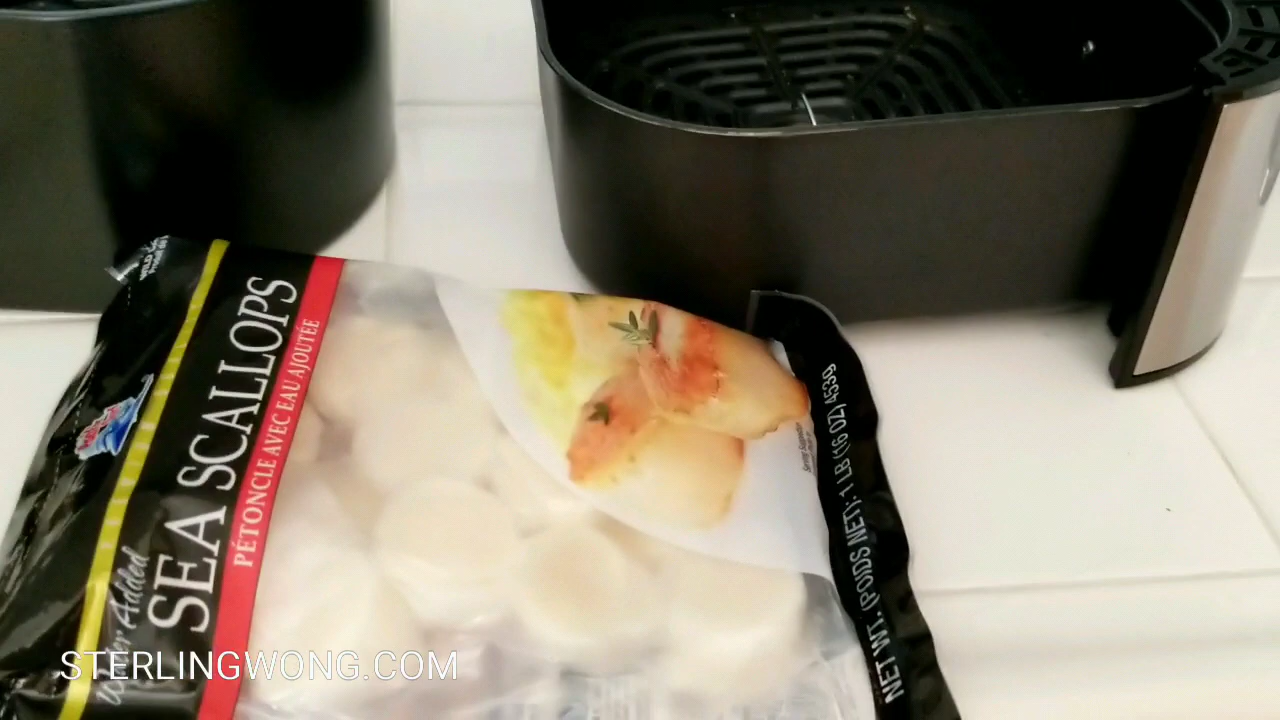 Water Added
SEA SCALLOPS
PÉTONCLE AVEC EAU AJOUTÉE
NET WT. (POIDS NET): 1 LB (16 OZ) 453g
STERLINGWONG.COM